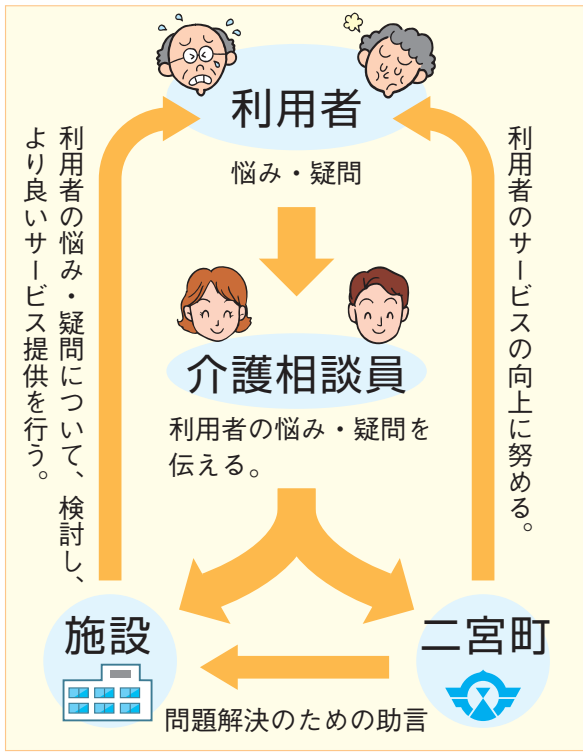 利用者
悩み・疑問
介護相談員
利用者の悩み・疑問を
伝える。
利用者の悩み・疑問について、検討し、
より良いサービス提供を行う。
利用者のサービスの向上に努める。
施設
二宮町
問題解決のための助言